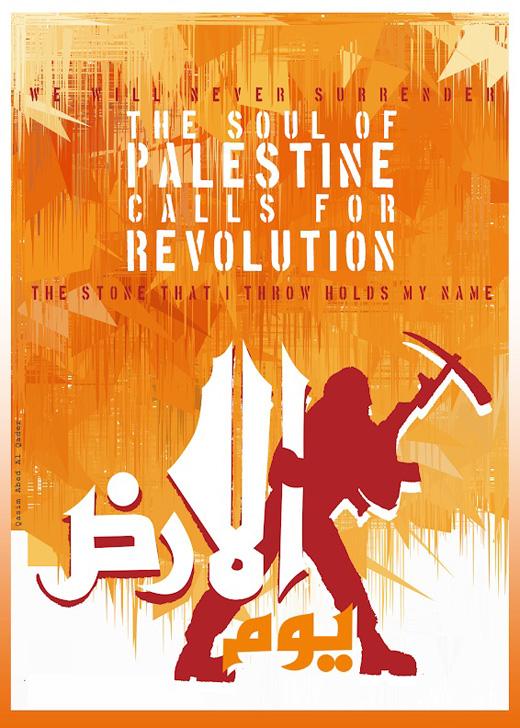 WE WILL NEVER SURRENDER
THE SOUL OF
PALESTINE
CALLS FOR
REVOLUTION
THE STONE THAT I THROW HOLDS MY NAME
الارض
يوم
Qasim Abed Al Qader